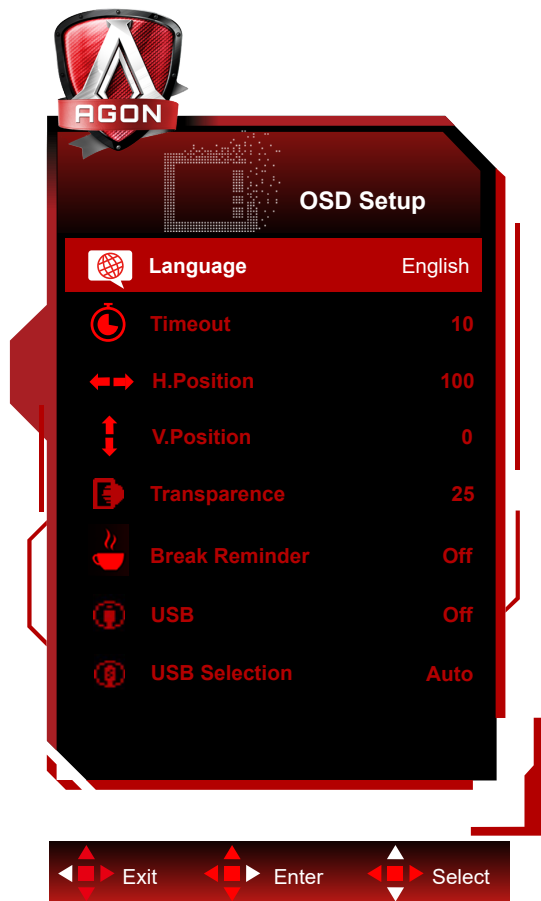 AGON
OSD Setup
Language English
Timeout 10
H.Position 100
V.Position 0
Transparence 25
Break Reminder Off
USB Off
USB Selection Auto
Exit Enter Select